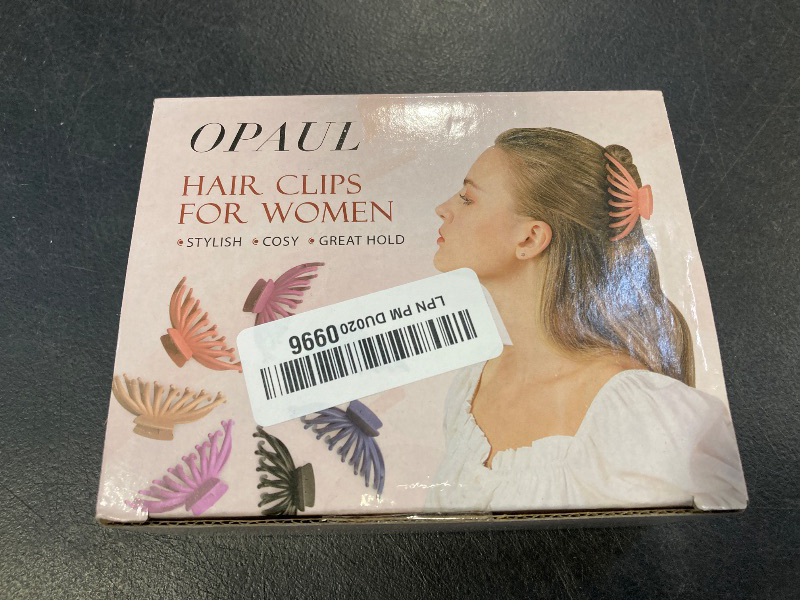 OPAUL
HAIR CLIPS
FOR WOMEN
STYLISH COSY GREAT HOLD
LPN PM DU020 0996